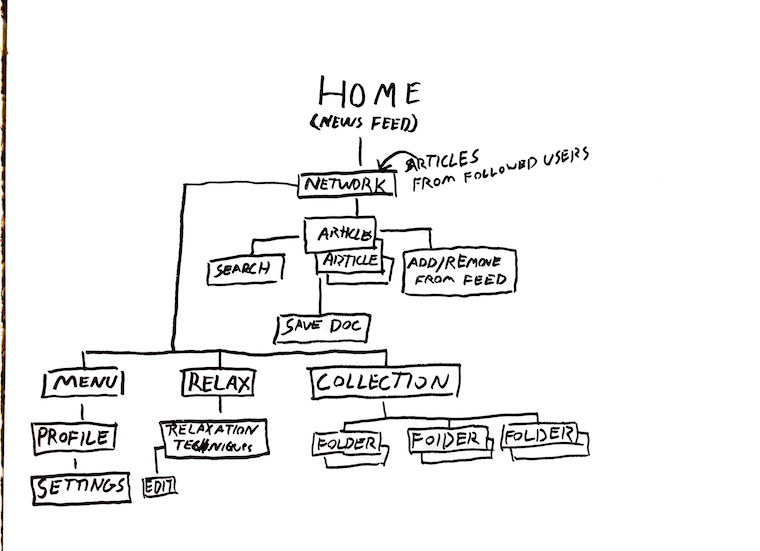 HOME
(NEWS FEED)
ARTICLES
FROM FOLLOWED USERS
NETWORK
ARTICLE
SEARCH
ARTICLE
ADD/REMOVE
FROM FEED
SAVE DOC
MENU
RELAX
COLLECTION
PROFILE
RELAXATION
TECHNIQUES
FOLDER
FOLDER
FOLDER
SETTINGS
EDIT